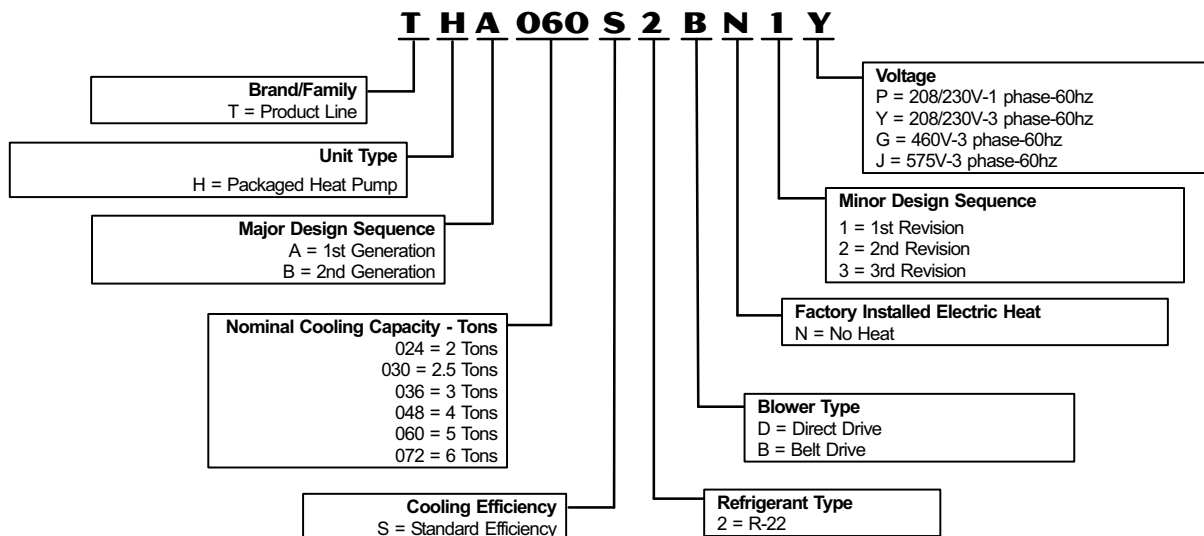 T H A 060 S 2 B N 1 Y
Brand/Family
T = Product Line
Unit Type
H = Packaged Heat Pump
Major Design Sequence
A = 1st Generation
B = 2nd Generation
Nominal Cooling Capacity - Tons
024 = 2 Tons
030 = 2.5 Tons
036 = 3 Tons
048 = 4 Tons
060 = 5 Tons
072 = 6 Tons
Cooling Efficiency
S = Standard Efficiency
Voltage
P = 208/230V-1 phase-60hz
Y = 208/230V-3 phase-60hz
G = 460V-3 phase-60hz
J = 575V-3 phase-60hz
Minor Design Sequence
1 = 1st Revision
2 = 2nd Revision
3 = 3rd Revision
Factory Installed Electric Heat
N = No Heat
Blower Type
D = Direct Drive
B = Belt Drive
Refrigerant Type
2 = R-22